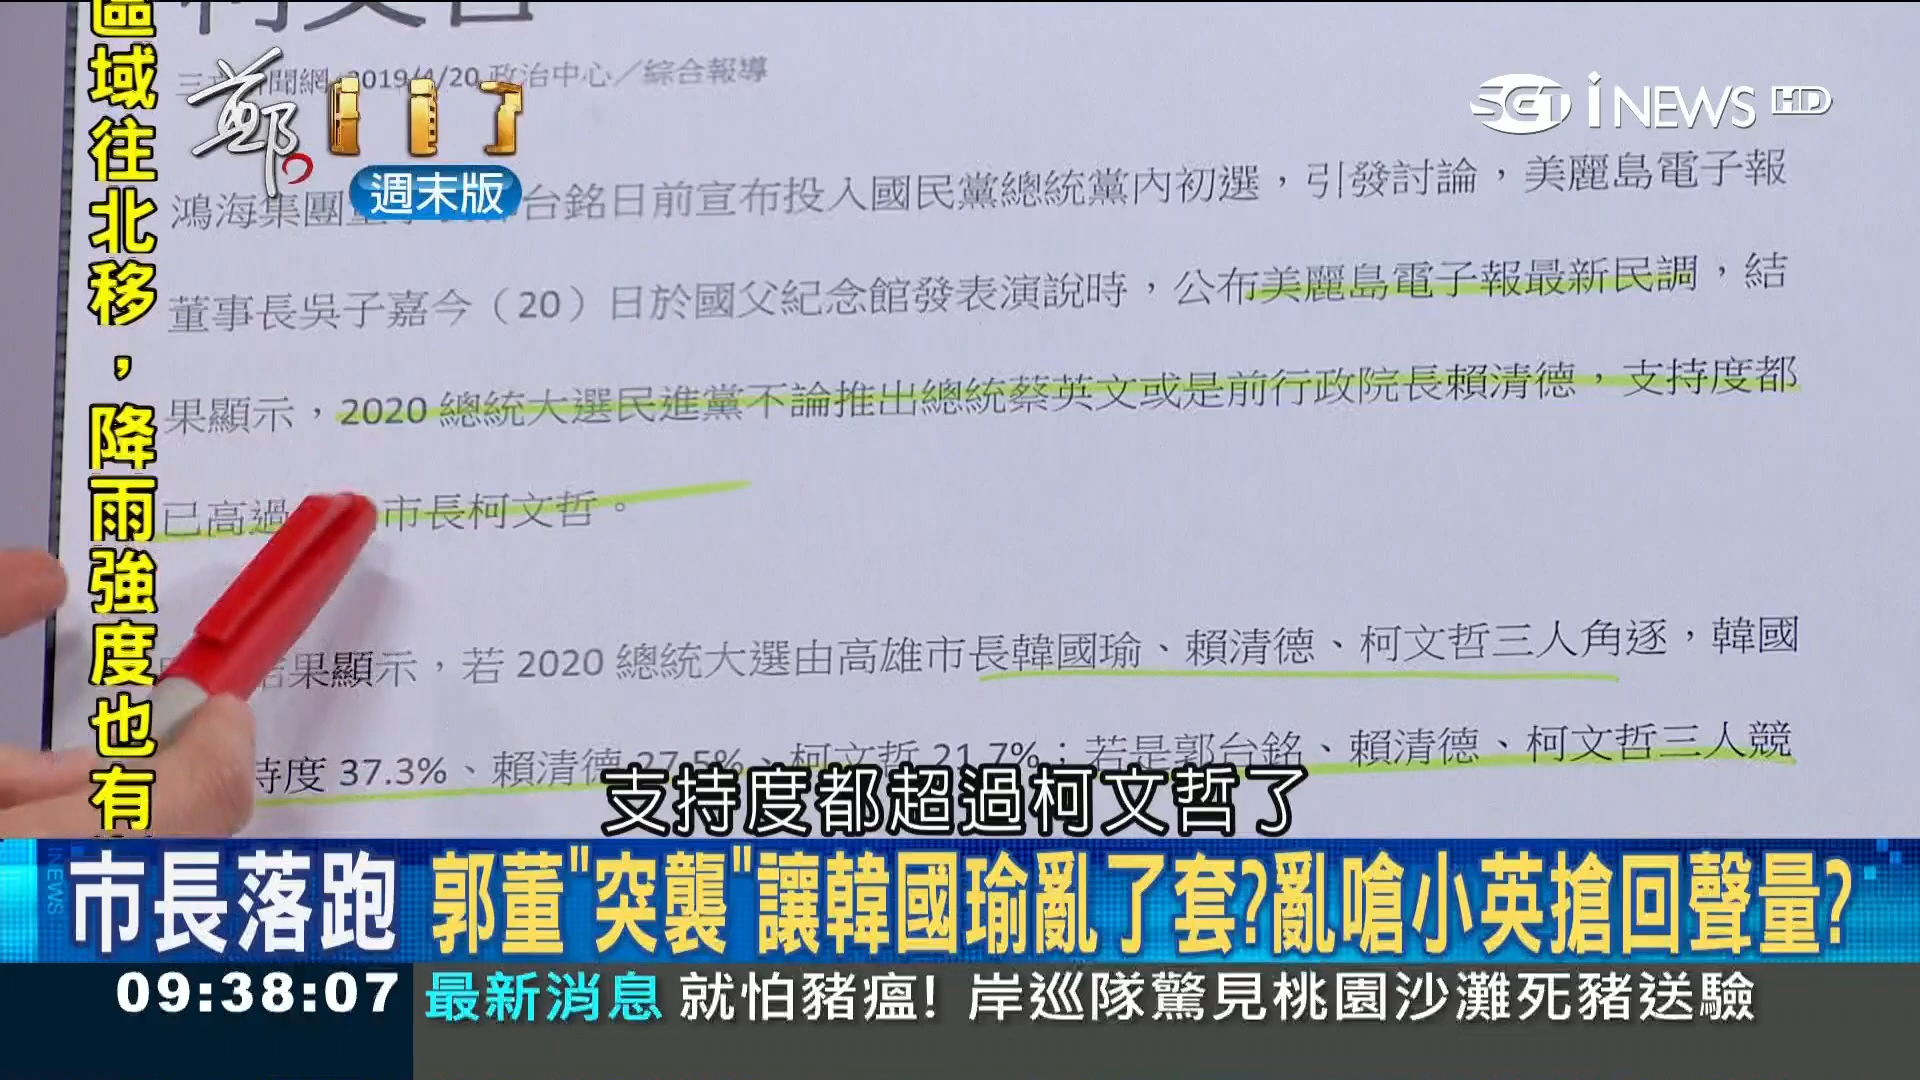 區域往北移，降雨強度也有
柯文哲
三立新聞網 2019/4/20 政治中心／綜合報導
鄭
週末版
SET iNEWS HD
鴻海集團 台銘日前宣布投入國民黨總統黨內初選，引發討論，美麗島電子報
董事長吳子嘉今（20）日於國父紀念館發表演說時，公布美麗島電子報最新民調，結
果顯示，2020 總統大選民進黨不論推出總統蔡英文或是前行政院長賴清德，支持度都
已高過 市長柯文哲。
結果顯示，若 2020 總統大選由高雄市長韓國瑜、賴清德、柯文哲三人角逐，韓國
持度 37.3%、賴清德 27.5%、柯文哲 21.7%；若是郭台銘、賴清德、柯文哲三人競
支持度都超過柯文哲了
iNEWS
市長落跑 郭董"突襲"讓韓國瑜亂了套?亂嗆小英搶回聲量?
09:38:07 最新消息 就怕豬瘟! 岸巡隊驚見桃園沙灘死豬送驗